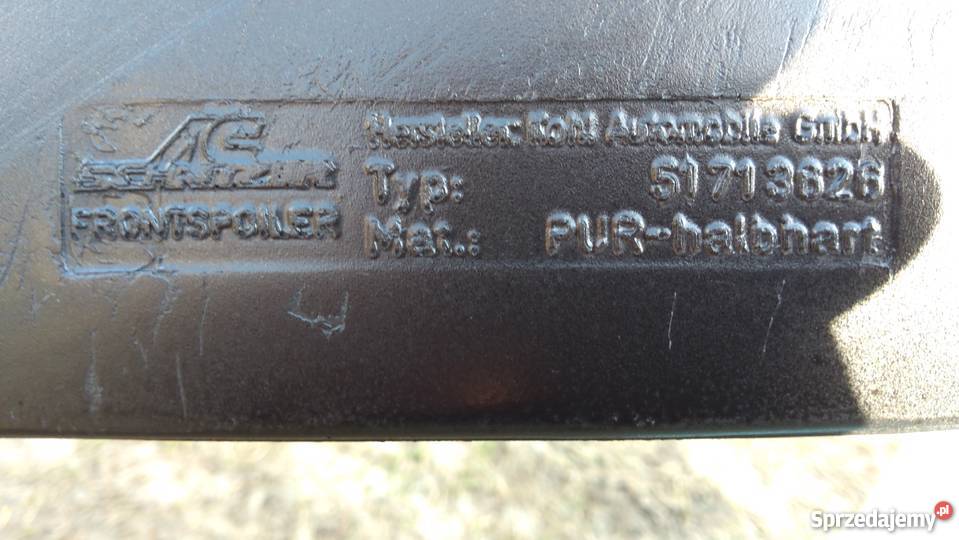 AC
SCHNITZER
FRONTSPOILER
Hersteller: Kohl Automobile GmbH
Typ: 51713626
Mat.: PUR-halbhart
Sprzedajemy.pl